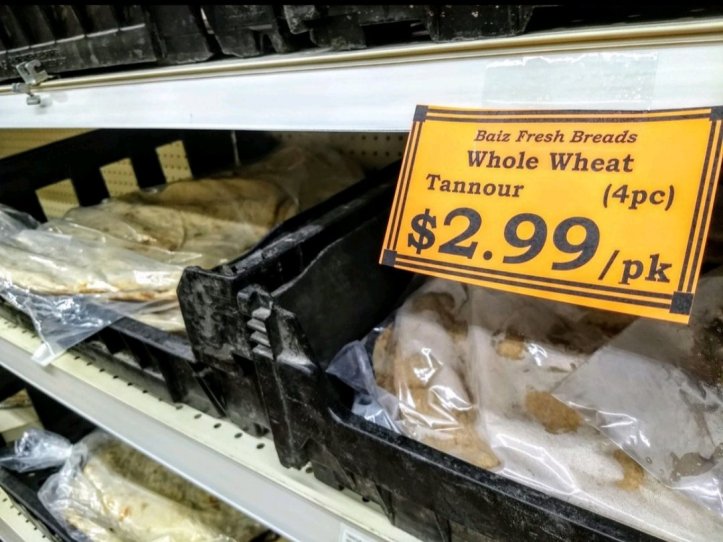 Baiz Fresh Breads
Whole Wheat
Tannour (4pc)
$2.99/pk